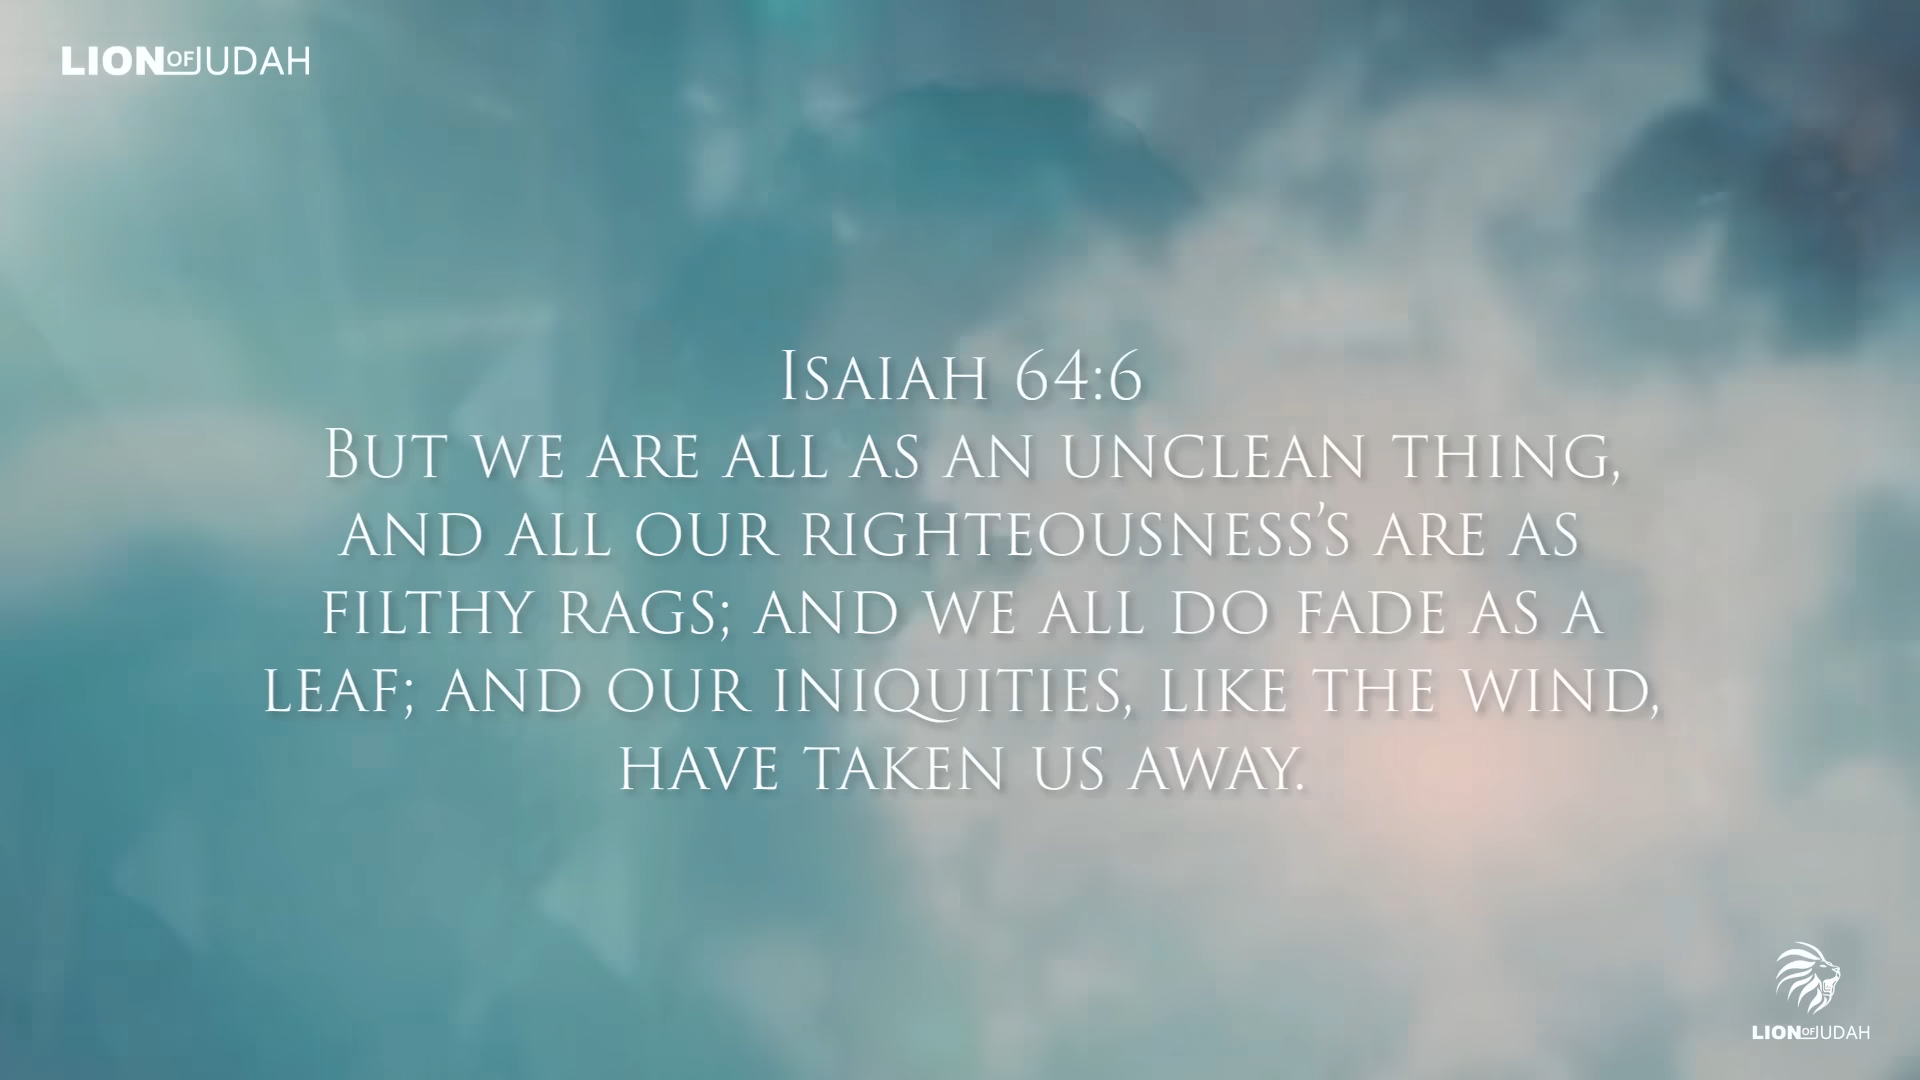 LIONOFJUDAH
Isaiah 64:6
But we are all as an unclean thing,
and all our righteousness’s are as
filthy rags; and we all do fade as a
leaf; and our iniquities, like the wind,
have taken us away.
LIONOFJUDAH